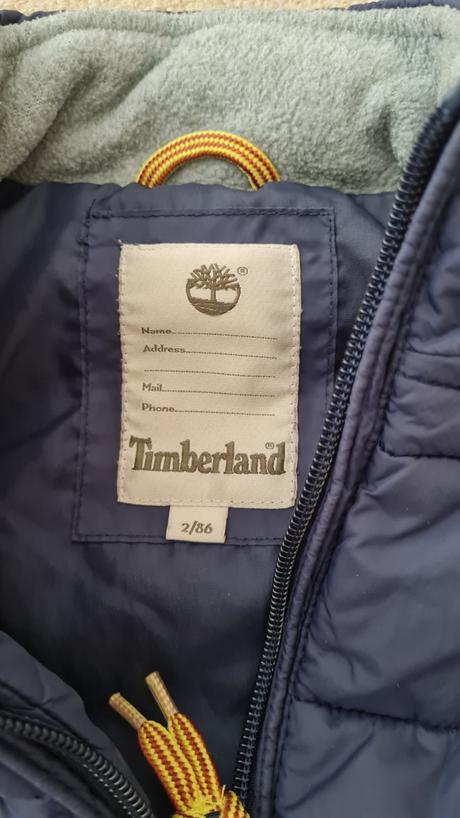 ®
Name
Address
Mail
Phone
Timberland®
2/86